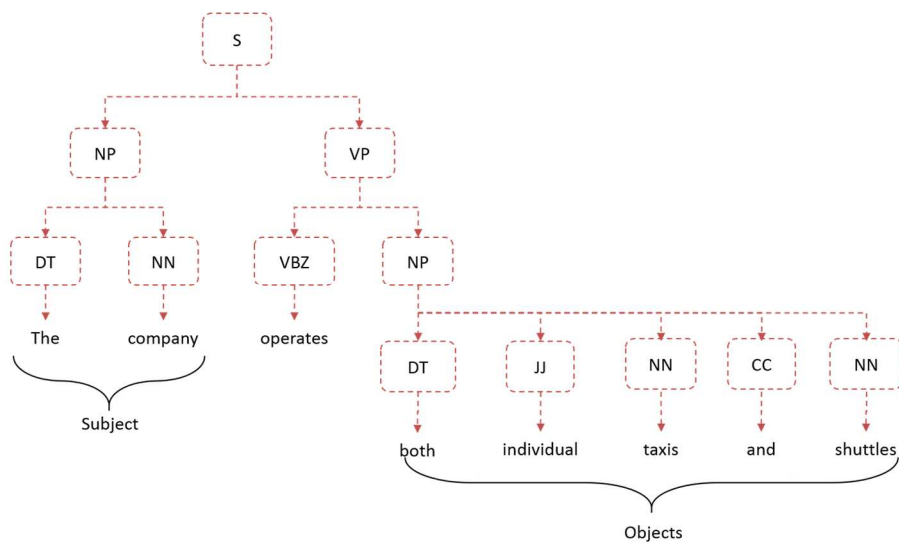 S
NP VP
DT NN VBZ NP
The company operates
DT JJ NN CC NN
Subject
both individual taxis and shuttles
Objects